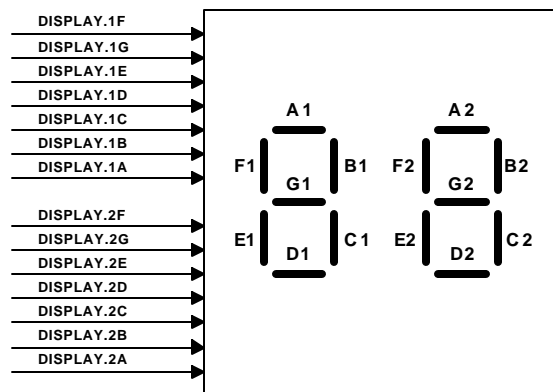 DISPLAY.1F
DISPLAY.1G
DISPLAY.1E
DISPLAY.1D
DISPLAY.1C
DISPLAY.1B
DISPLAY.1A
DISPLAY.2F
DISPLAY.2G
DISPLAY.2E
DISPLAY.2D
DISPLAY.2C
DISPLAY.2B
DISPLAY.2A
A1 A2
F1 B1 F2 B2
G1 G2
E1 C1 E2 C2
D1 D2